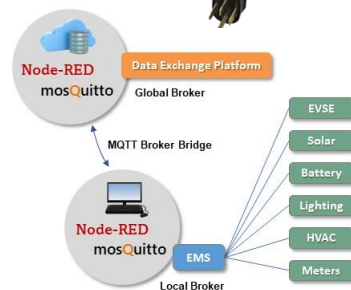 Node-RED
mosQuitto
Data Exchange Platform
Global Broker
MQTT Broker Bridge
Node-RED
mosQuitto
EMS
Local Broker
EVSE
Solar
Battery
Lighting
HVAC
Meters